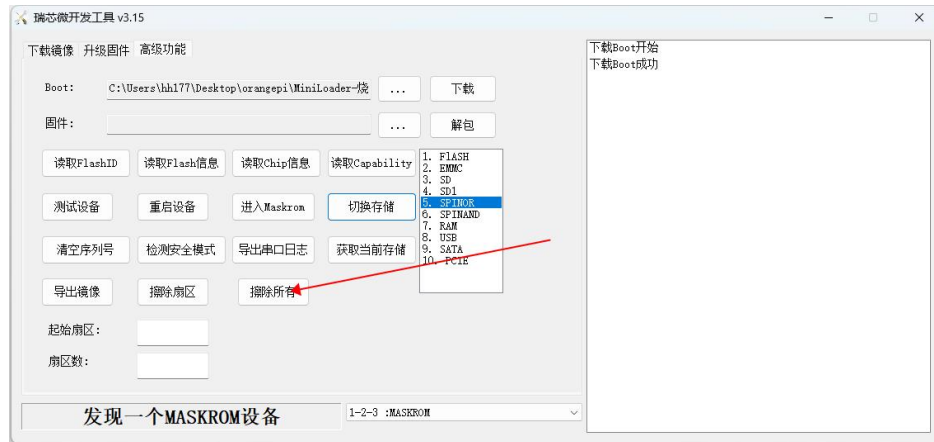 瑞芯微开发工具 v3.15
下载镜像 升级固件 高级功能
Boot: C:\Users\hh177\Desktop\orangepi\MiniLoader-烧 ... 下载
固件: ... 解包
读取FlashID 读取Flash信息 读取Chip信息 读取Capability
测试设备 重启设备 进入Maskrom 切换存储
清空序列号 检测安全模式 导出串口日志 获取当前存储
导出镜像 擦除扇区 擦除所有
1. FlASH
2. EMMC
3. SD
4. SD1
5. SPINOR
6. SPINAND
7. RAM
8. USB
9. SATA
10. PCIE
起始扇区:
扇区数:
发现一个MASKROM设备 1-2-3 :MASKROM
下载Boot开始
下载Boot成功